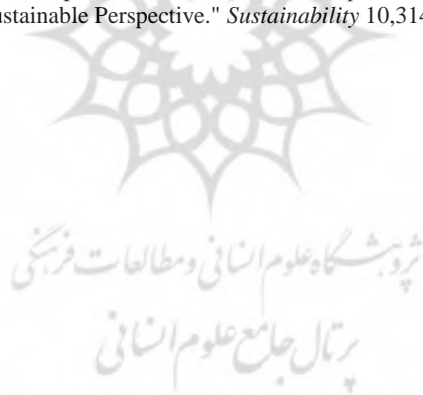 ustainable Perspective." Sustainability 10,314
پژوهشگاه علوم انسانی و مطالعات فرهنگی
پرتال جامع علوم انسانی